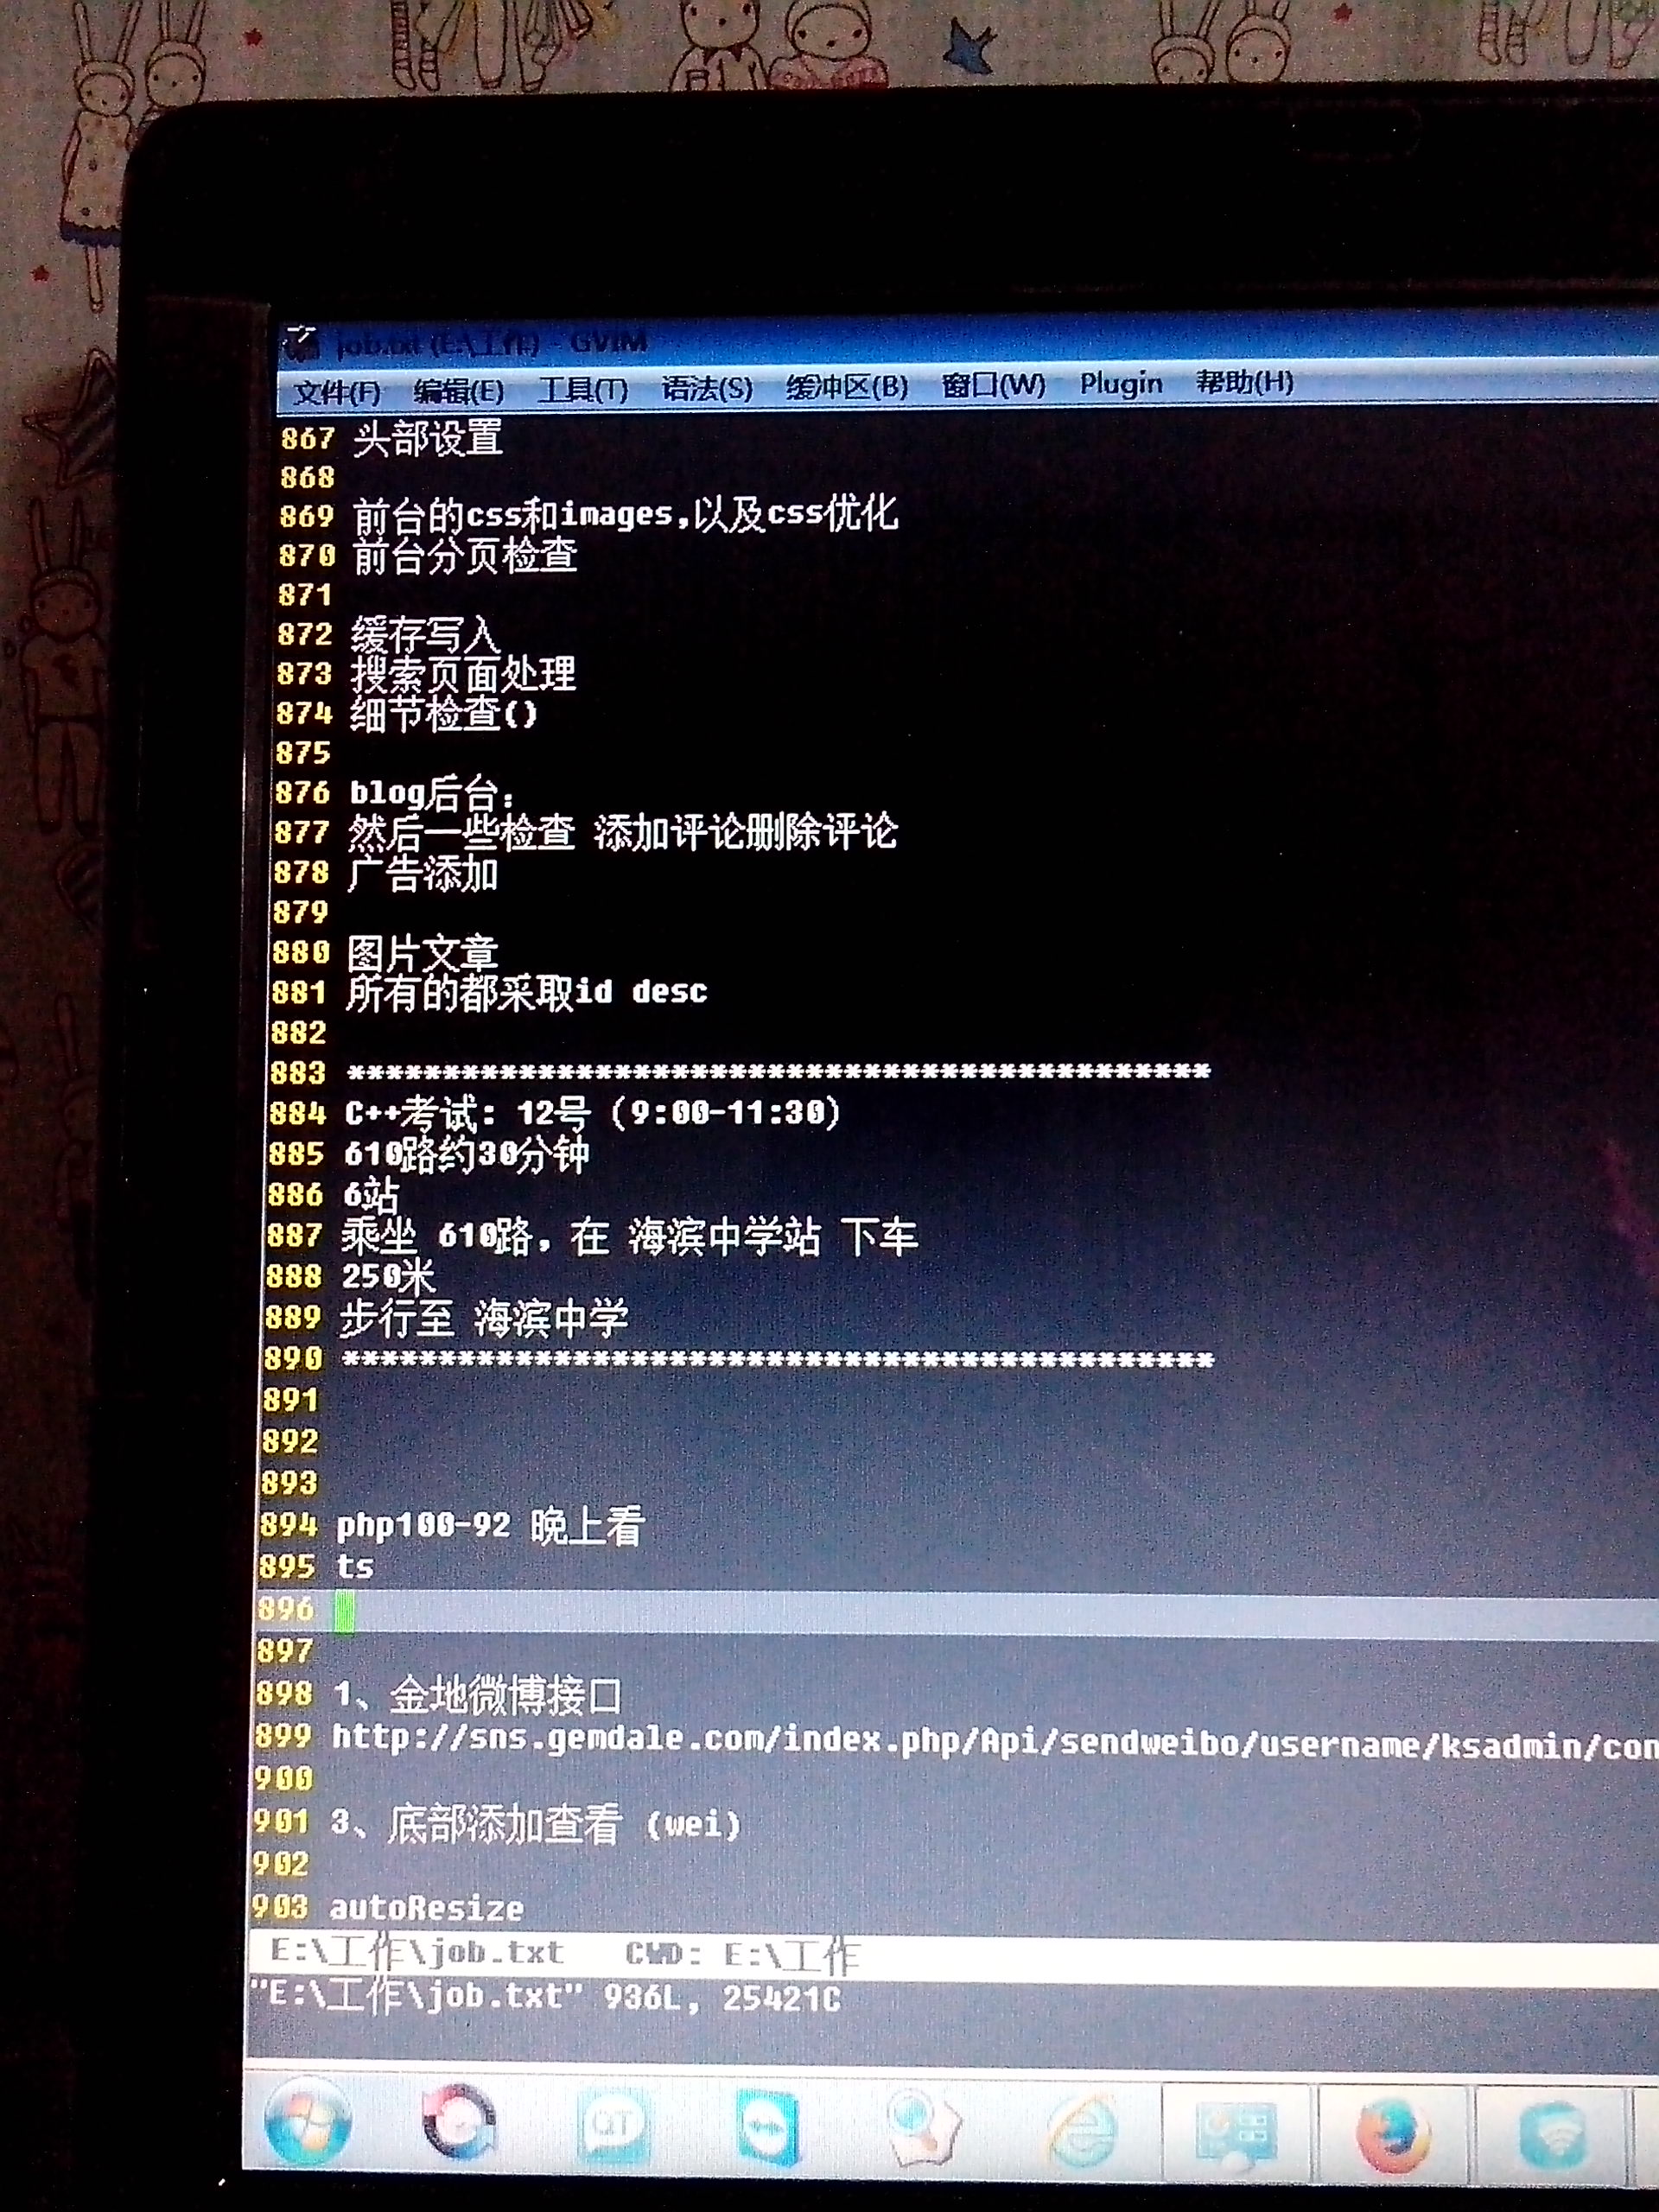 job.txt (E:\工作) - GVIM
文件(F) 编辑(E) 工具(T) 语法(S) 缓冲区(B) 窗口(W) Plugin 帮助(H)
867 头部设置
868
869 前台的css和images,以及css优化
870 前台分页检查
871
872 缓存写入
873 搜索页面处理
874 细节检查()
875
876 blog后台:
877 然后一些检查 添加评论删除评论
878 广告添加
879
880 图片文章
881 所有的都采取id desc
882
883 *********************************************
884 C++考试: 12号 (9:00-11:30)
885 610路约30分钟
886 6站
887 乘坐 610路, 在 海滨中学站 下车
888 250米
889 步行至 海滨中学
890 *********************************************
891
892
893
894 php100-92 晚上看
895 ts
896
897
898 1、金地微博接口
899 http://sns.gemdale.com/index.php/Api/sendweibo/username/ksadmin/con
900
901 3、底部添加查看 (wei)
902
903 autoResize
E:\工作\job.txt CWD: E:\工作
"E:\工作\job.txt" 936L, 25421C
QT